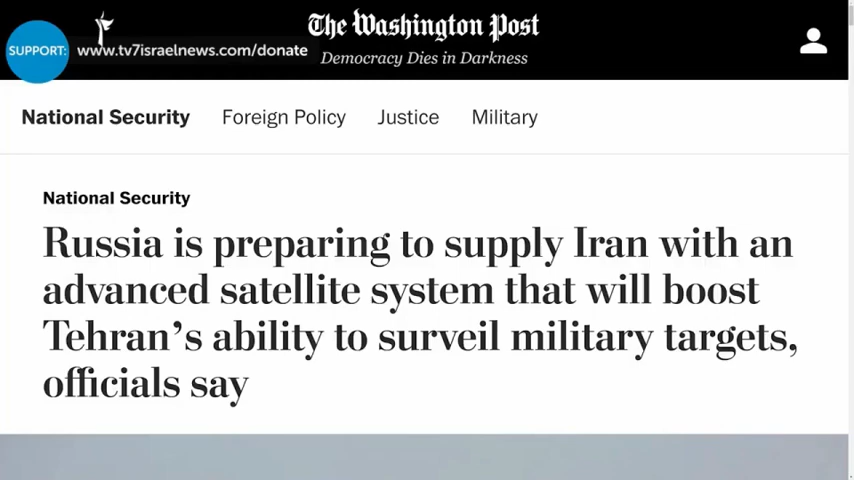 The Washington Post
SUPPORT: www.tv7israelnews.com/donate
Democracy Dies in Darkness
National Security Foreign Policy Justice Military
National Security
Russia is preparing to supply Iran with an
advanced satellite system that will boost
Tehran's ability to surveil military targets,
officials say